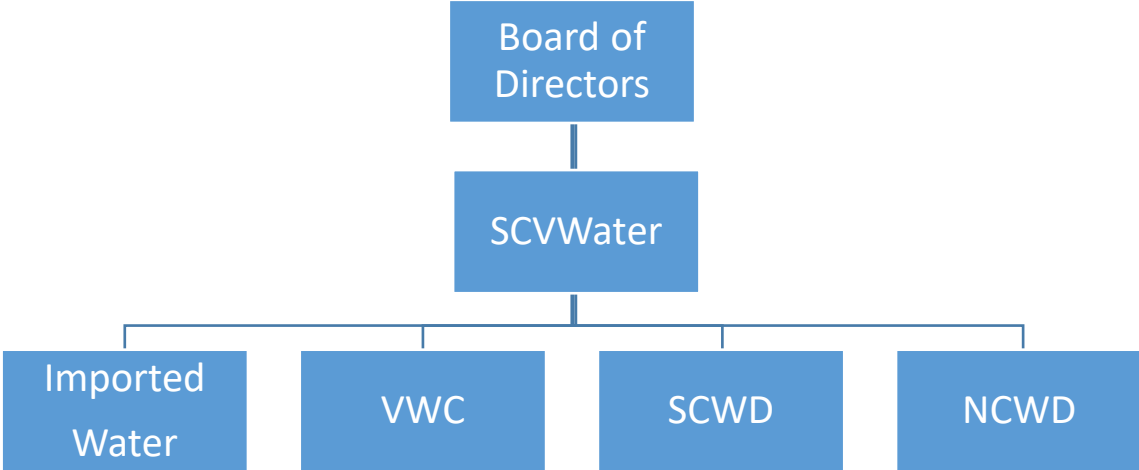 Board of
Directors
SCVWater
Imported
Water
VWC
SCWD
NCWD